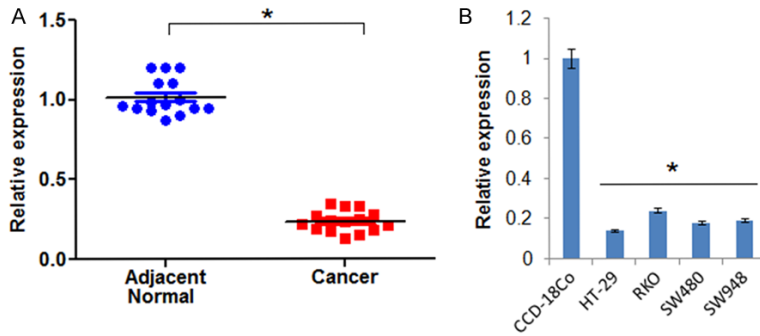 A
Relative expression
1.5
1.0
0.5
0.0
*
Adjacent
Normal
Cancer
B
Relative expression
1.2
1
0.8
0.6
0.4
0.2
0
*
CCD-18Co
HT-29
RKO
SW480
SW948